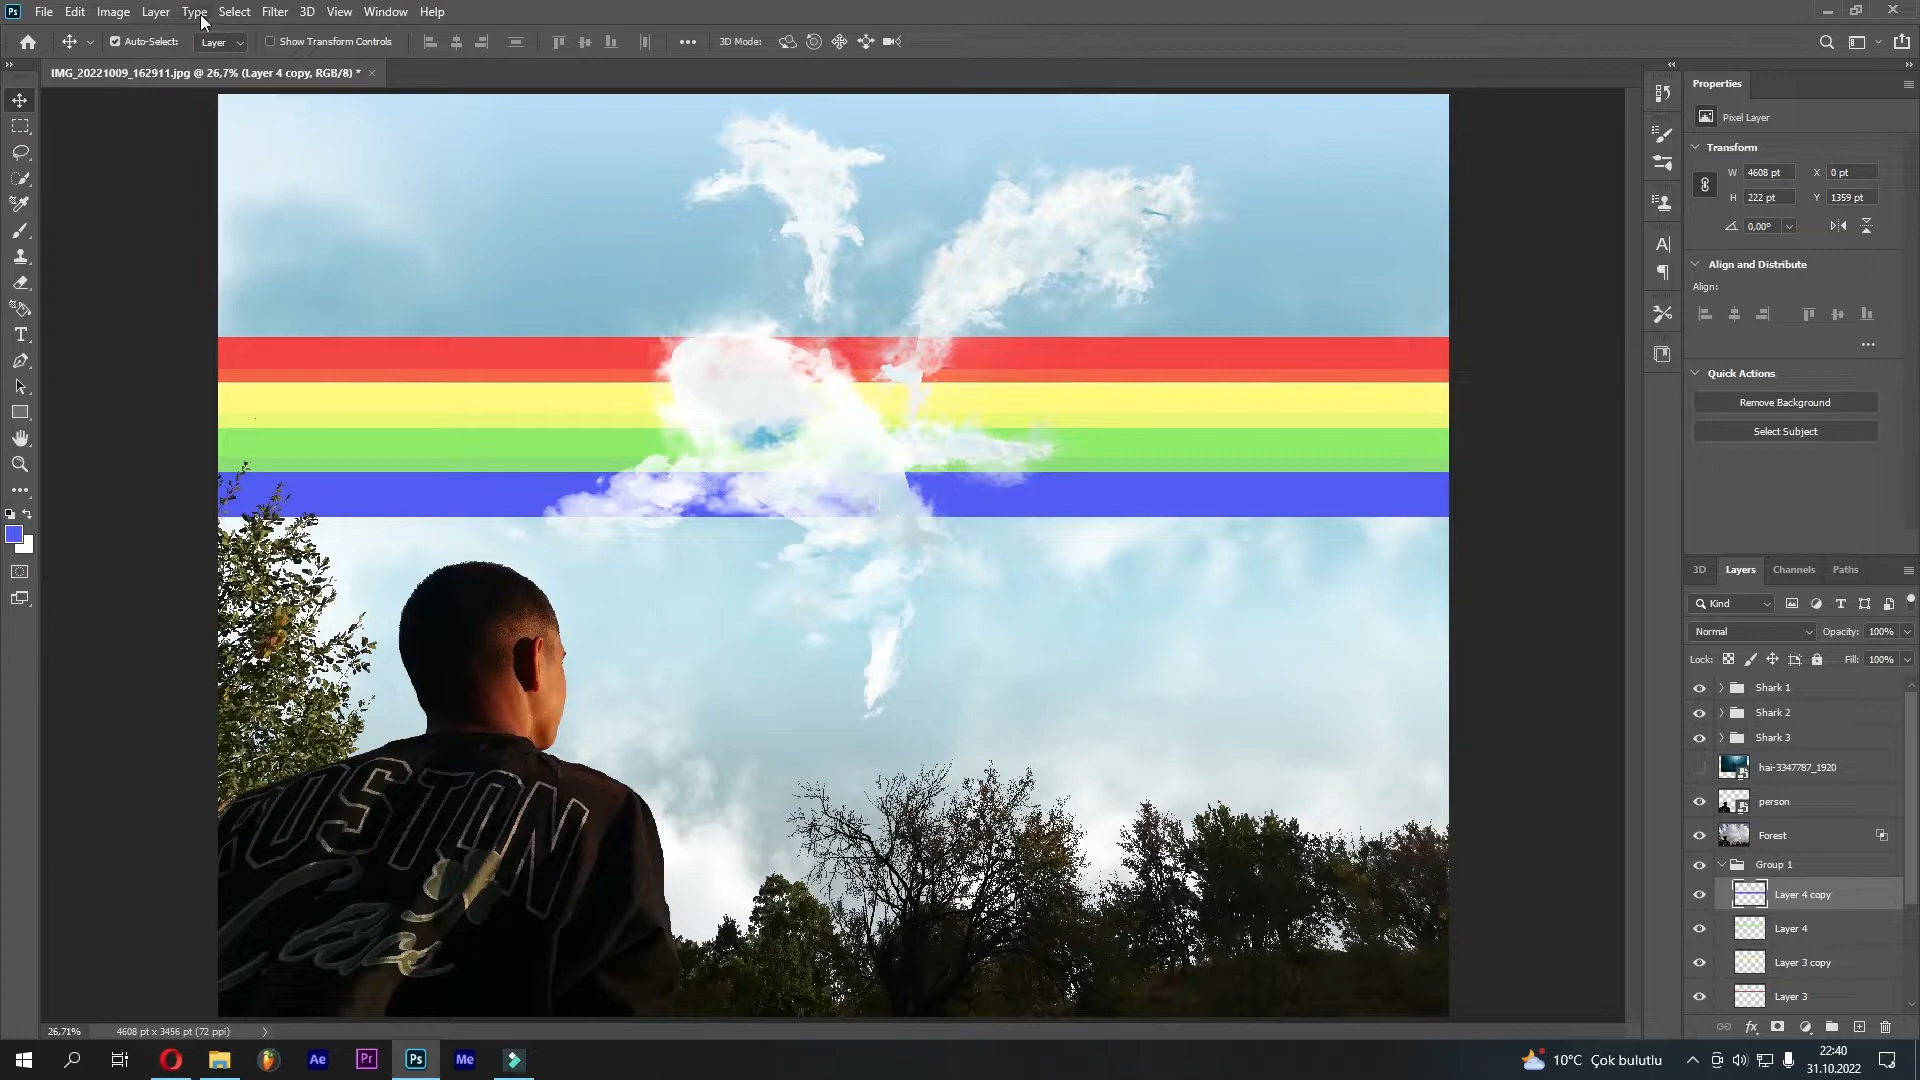 Ps File Edit Image Layer Type Select Filter 3D View Window Help
Auto-Select: Layer Show Transform Controls 3D Mode:
IMG_20221009_162911.jpg @ 26,7% (Layer 4 copy, RGB/8) *
Properties
Pixel Layer
Transform
W 4608 pt X 0 pt
H 222 pt Y 1359 pt
0,00°
Align and Distribute
Align:
Quick Actions
Remove Background
Select Subject
3D Layers Channels Paths
Kind
Normal Opacity: 100%
Lock: Fill: 100%
Shark 1
Shark 2
Shark 3
hai-3347787_1920
person
Forest
Group 1
Layer 4 copy
Layer 4
Layer 3 copy
Layer 3
26,71% 4608 pt x 3456 pt (72 ppi)
Ae Pr Ps Me
10°C Çok bulutlu
22:40
31.10.2022